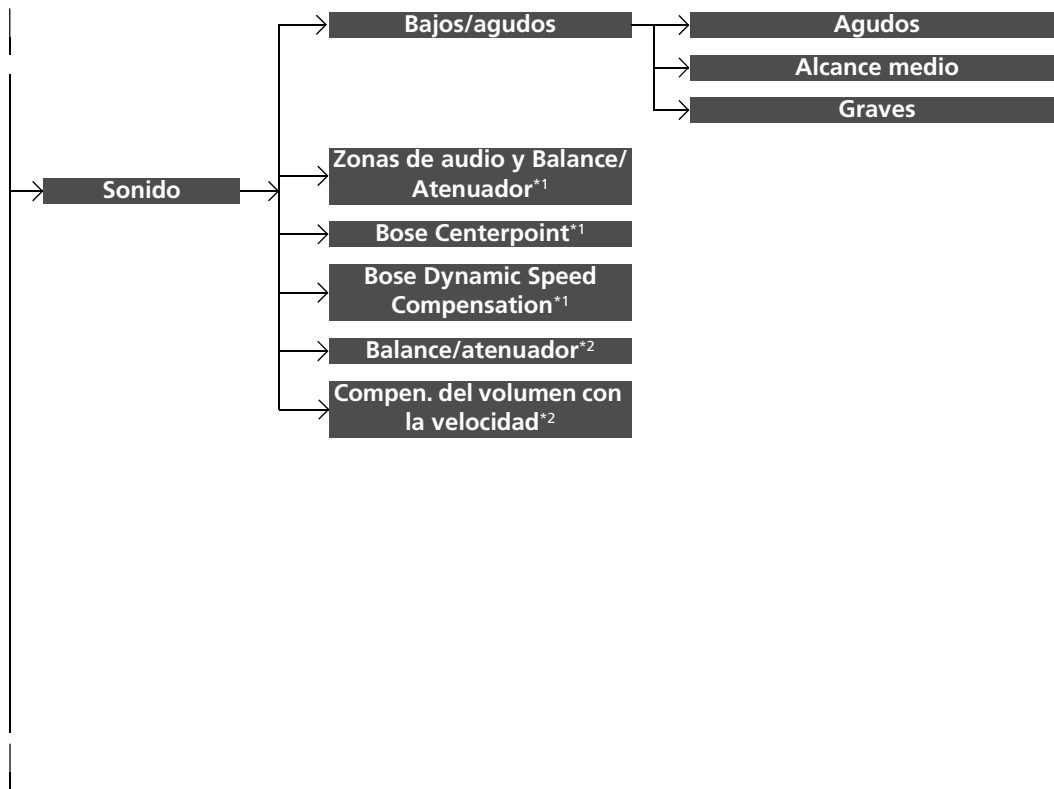 Bajos/agudos
Agudos
Alcance medio
Graves
Sonido
Zonas de audio y Balance/
Atenuador*1
Bose Centerpoint*1
Bose Dynamic Speed
Compensation*1
Balance/atenuador*2
Compen. del volumen con
la velocidad*2